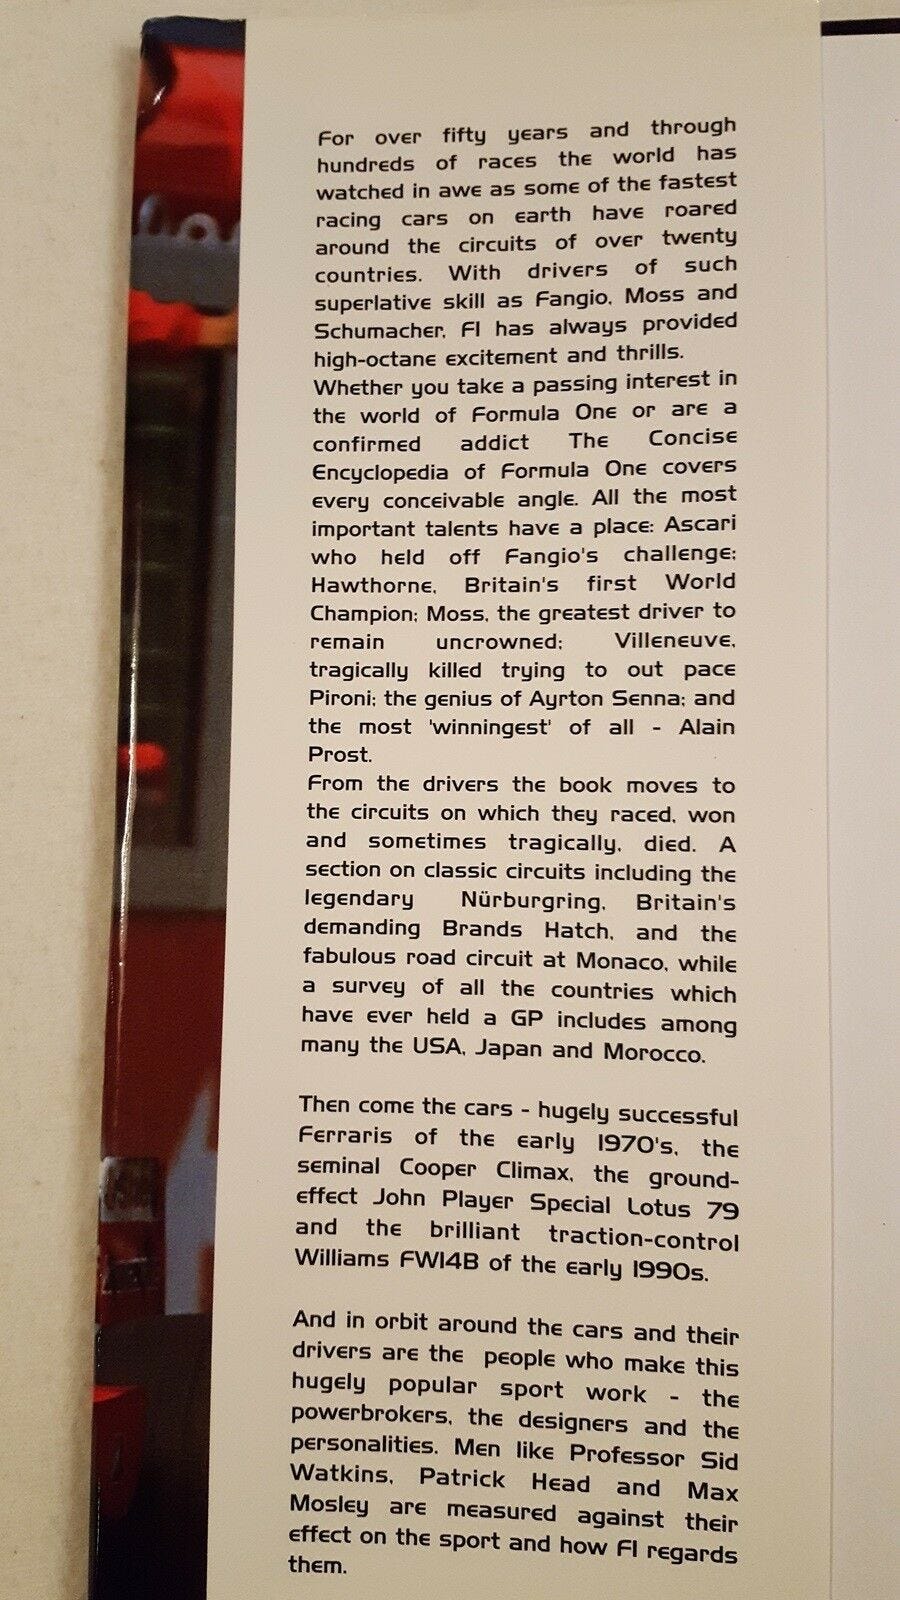 For over fifty years and through
hundreds of races the world has
watched in awe as some of the fastest
racing cars on earth have roared
around the circuits of over twenty
countries. With drivers of such
superlative skill as Fangio, Moss and
Schumacher, F1 has always provided
high-octane excitement and thrills.
Whether you take a passing interest in
the world of Formula One or are a
confirmed addict The Concise
Encyclopedia of Formula One covers
every conceivable angle. All the most
important talents have a place: Ascari
who held off Fangio's challenge;
Hawthorne, Britain's first World
Champion; Moss, the greatest driver to
remain uncrowned; Villeneuve,
tragically killed trying to out pace
Pironi; the genius of Ayrton Senna; and
the most 'winningest' of all - Alain
Prost.
From the drivers the book moves to
the circuits on which they raced, won
and sometimes tragically, died. A
section on classic circuits including the
legendary Nürburgring, Britain's
demanding Brands Hatch, and the
fabulous road circuit at Monaco, while
a survey of all the countries which
have ever held a GP includes among
many the USA, Japan and Morocco.
Then come the cars - hugely successful
Ferraris of the early 1970's, the
seminal Cooper Climax, the ground-
effect John Player Special Lotus 79
and the brilliant traction-control
Williams FW14B of the early 1990s.
And in orbit around the cars and their
drivers are the people who make this
hugely popular sport work - the
powerbrokers, the designers and the
personalities. Men like Professor Sid
Watkins, Patrick Head and Max
Mosley are measured against their
effect on the sport and how F1 regards
them.